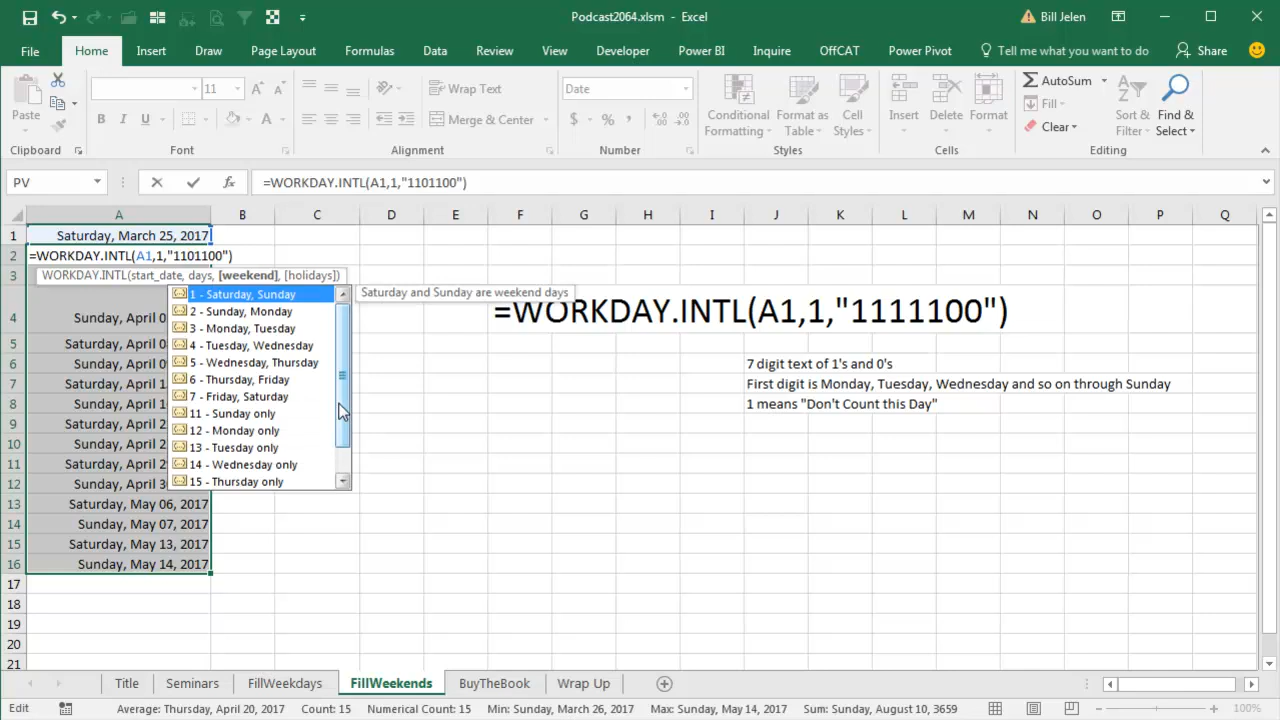 Podcast2064.xlsm - Excel
Bill Jelen
File Home Insert Draw Page Layout Formulas Data Review View Developer Power BI Inquire OffCAT Power Pivot Tell me what you want to do Share
Paste
11
B I U
Wrap Text
Merge & Center
Date
$ % ,
Conditional Formatting
Format as Table
Cell Styles
Insert
Delete
Format
AutoSum
Fill
Clear
Sort & Filter
Find & Select
Clipboard Font Alignment Number Styles Cells Editing
PV fx =WORKDAY.INTL(A1,1,"1101100")
A B C D E F G H I J K L M N O P Q
1 Saturday, March 25, 2017
2 =WORKDAY.INTL(A1,1,"1101100")
3 WORKDAY.INTL(start_date, days, [weekend], [holidays])
1 - Saturday, Sunday
Saturday and Sunday are weekend days
2 - Sunday, Monday
3 - Monday, Tuesday
4 - Tuesday, Wednesday
5 - Wednesday, Thursday
6 - Thursday, Friday
7 - Friday, Saturday
11 - Sunday only
12 - Monday only
13 - Tuesday only
14 - Wednesday only
15 - Thursday only
=WORKDAY.INTL(A1,1,"1111100")
7 digit text of 1's and 0's
First digit is Monday, Tuesday, Wednesday and so on through Sunday
1 means "Don't Count this Day"
4 Sunday, April 0
5 Saturday, April 0
6 Sunday, April 0
7 Saturday, April 1
8 Sunday, April 1
9 Saturday, April 2
10 Sunday, April 2
11 Saturday, April 2
12 Sunday, April 3
13 Saturday, May 06, 2017
14 Sunday, May 07, 2017
15 Saturday, May 13, 2017
16 Sunday, May 14, 2017
17
18
19
20
21
Title Seminars FillWeekdays FillWeekends BuyTheBook Wrap Up
Edit Average: Thursday, April 20, 2017 Count: 15 Numerical Count: 15 Min: Sunday, March 26, 2017 Max: Sunday, May 14, 2017 Sum: Sunday, August 10, 3659 100%